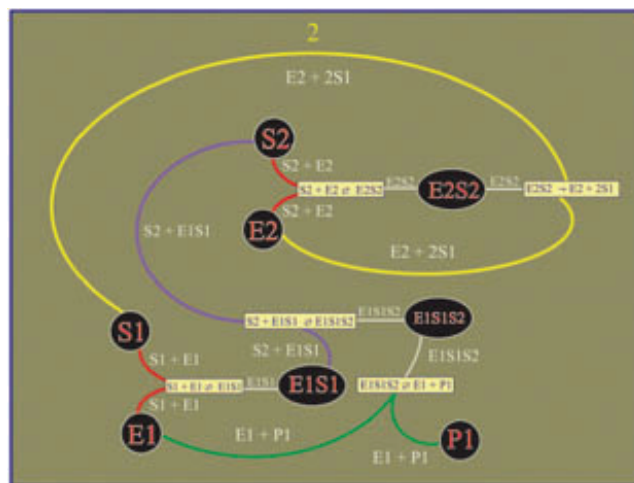 2
E2 + 2S1
S2
S2 + E2
S2 + E2 ⇌ E2S2
E2S2
E2S2
E2S2
E2S2 → E2 + 2S1
S2 + E2
E2
S2 + E1S1
E2 + 2S1
S2 + E1S1 ⇌ E1S1S2
E1S1S2
E1S1S2
S1
S2 + E1S1
E1S1S2
S1 + E1
S1 + E1 ⇌ E1S1
E1S1
E1S1
E1S1S2 ⇌ E1 + P1
S1 + E1
E1
E1 + P1
P1
E1 + P1